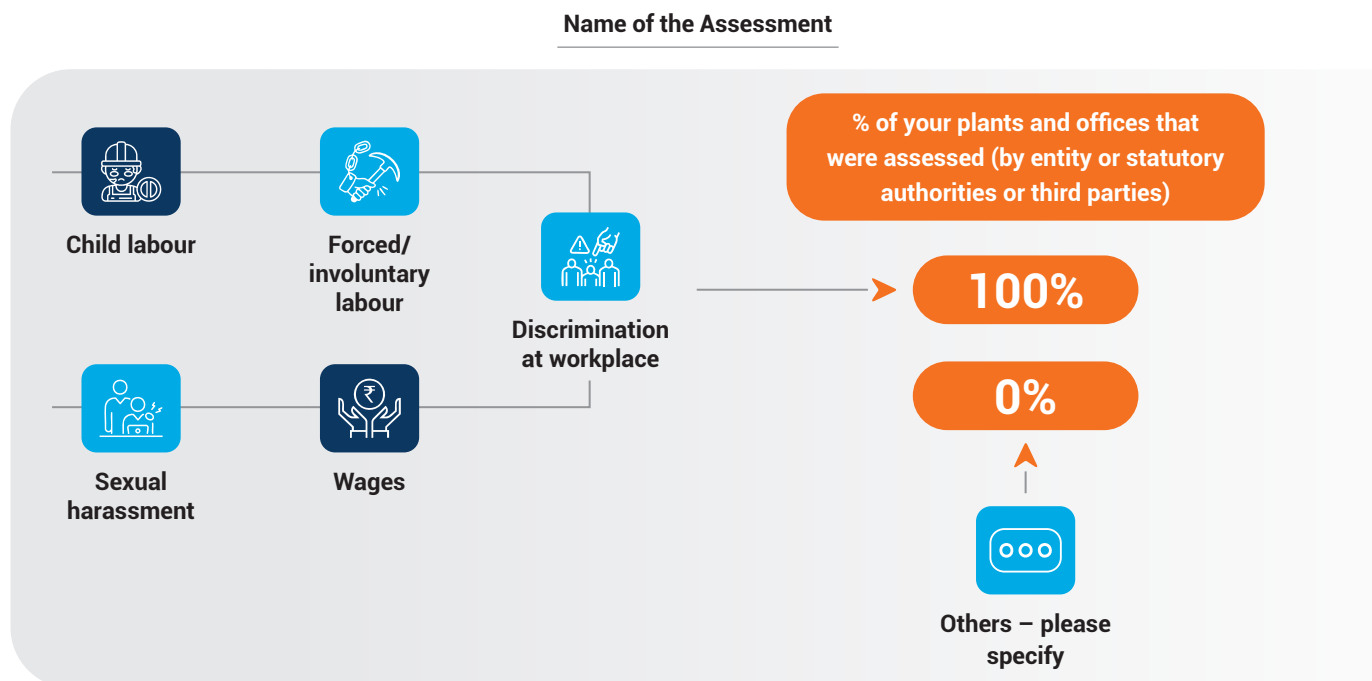 Name of the Assessment
% of your plants and offices that
were assessed (by entity or statutory
authorities or third parties)
Child labour
Forced/
involuntary
labour
Discrimination
at workplace
100%
Sexual
harassment
Wages
₹
0%
Others – please
specify